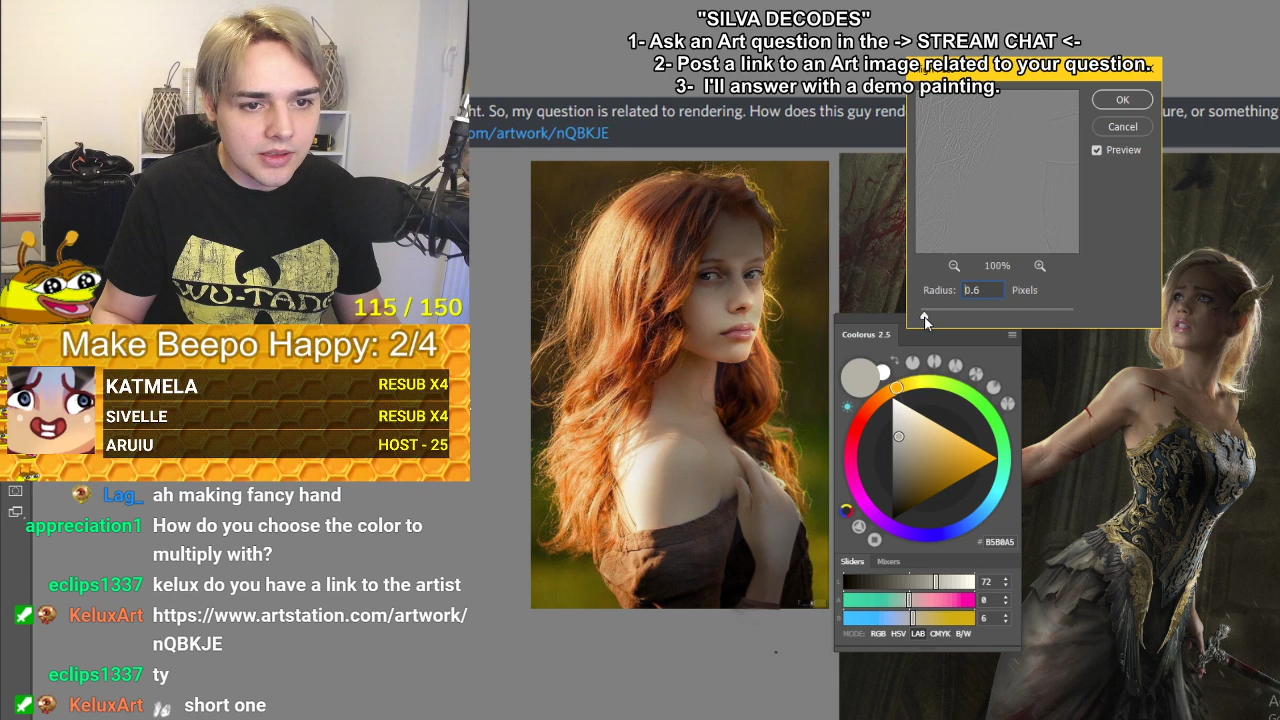 "SILVA DECODES"
1- Ask an Art question in the -> STREAM CHAT <-
2- Post a link to an Art image related to your question.
3- I'll answer with a demo painting.
ht. So, my question is related to rendering. How does this guy rend
ure, or something
om/artwork/nQBKJE
OK
Cancel
Preview
100%
Radius: 0.6 Pixels
WU-TANG
115 / 150
Make Beepo Happy: 2/4
KATMELA RESUB X4
SIVELLE RESUB X4
ARUIU HOST - 25
Lag_ ah making fancy hand
appreciation1 How do you choose the color to
multiply with?
eclips1337 kelux do you have a link to the artist
KeluxArt https://www.artstation.com/artwork/
nQBKJE
eclips1337 ty
KeluxArt short one
Coolorus 2.5
# B5B0A5
Sliders Mixers
L 72
A 0
B 6
MODE: RGB HSV LAB CMYK B/W